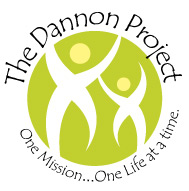 The Dannon Project
One Mission...One Life at a time.